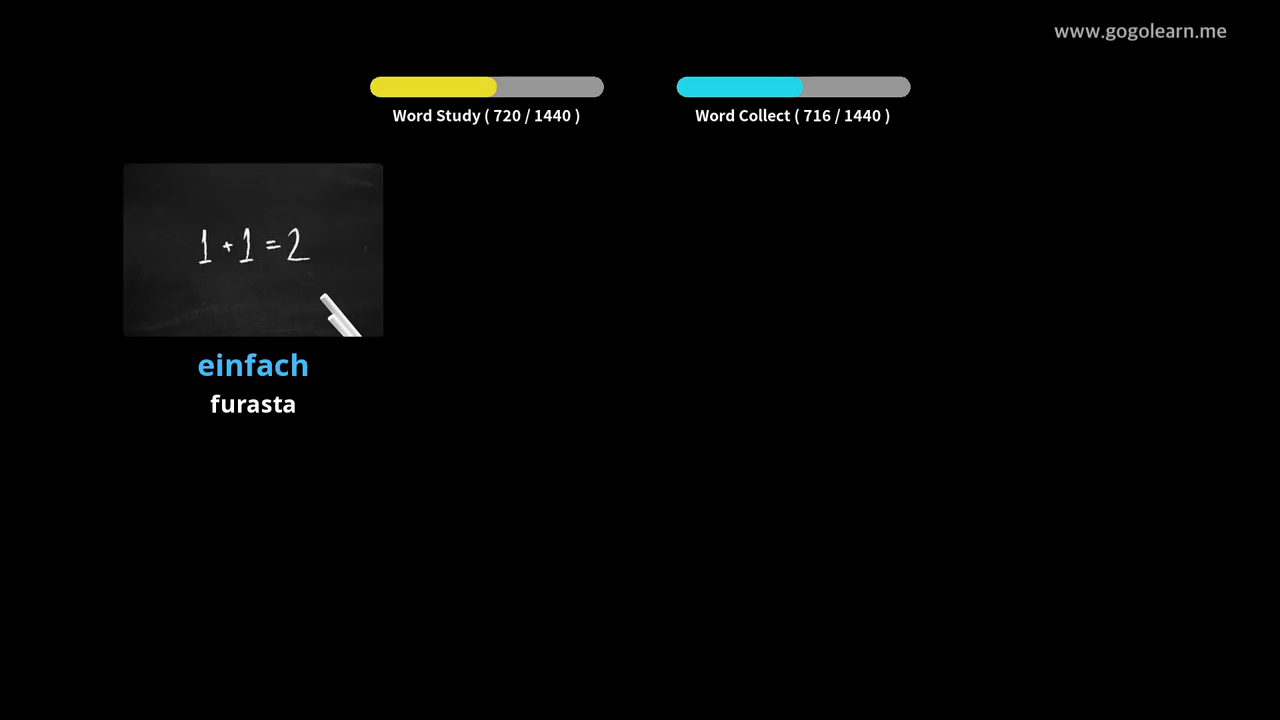 www.gogolearn.me
Word Study ( 720 / 1440 )
Word Collect ( 716 / 1440 )
1 + 1 = 2
einfach
furasta